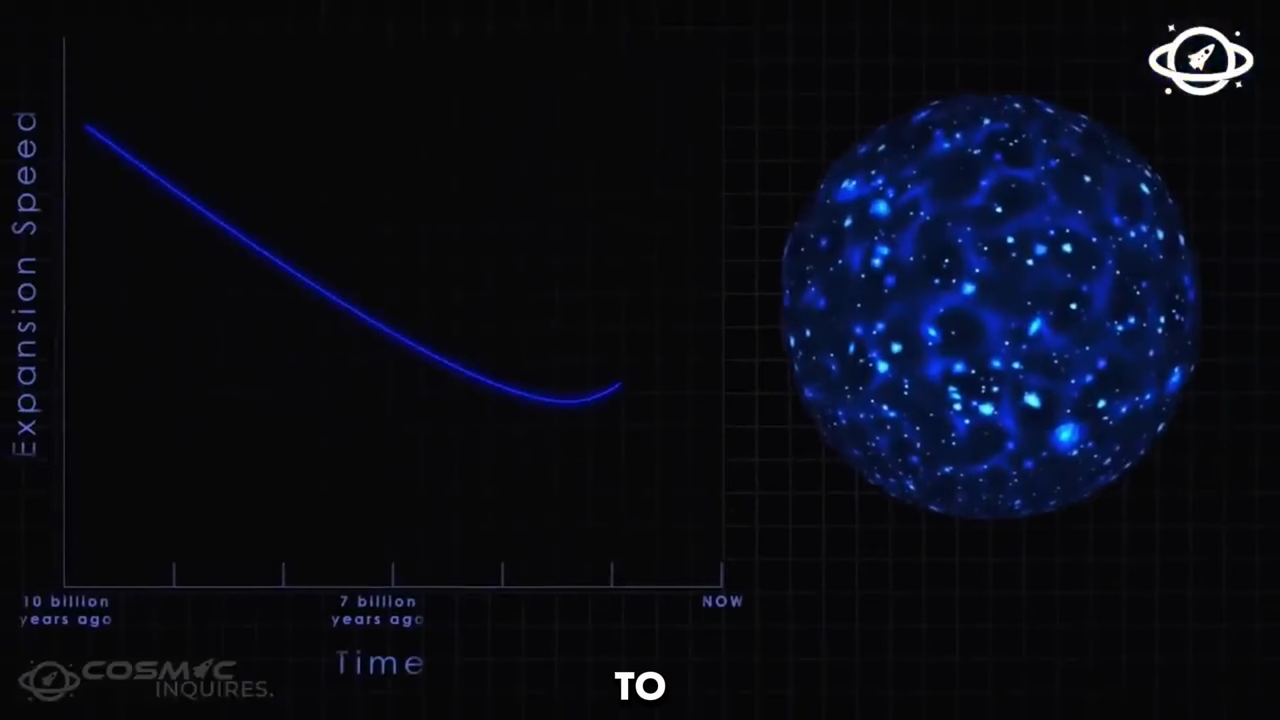 Expansion Speed
10 billion
years ago
7 billion
years ago
NOW
Time
COSMIC
INQUIRES.
TO